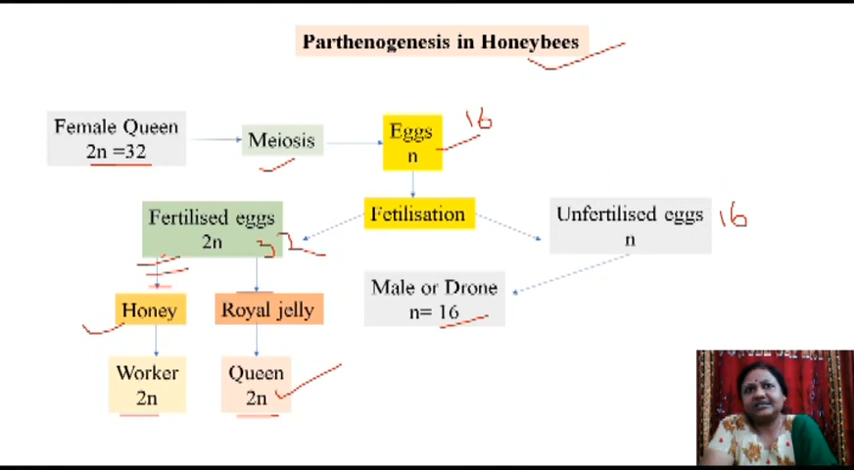 Parthenogenesis in Honeybees
Female Queen
2n =32
Meiosis
Eggs
n
16
Fetilisation
Fertilised eggs
2n
32
Unfertilised eggs
n
16
Male or Drone
n= 16
Honey
Royal jelly
Worker
2n
Queen
2n